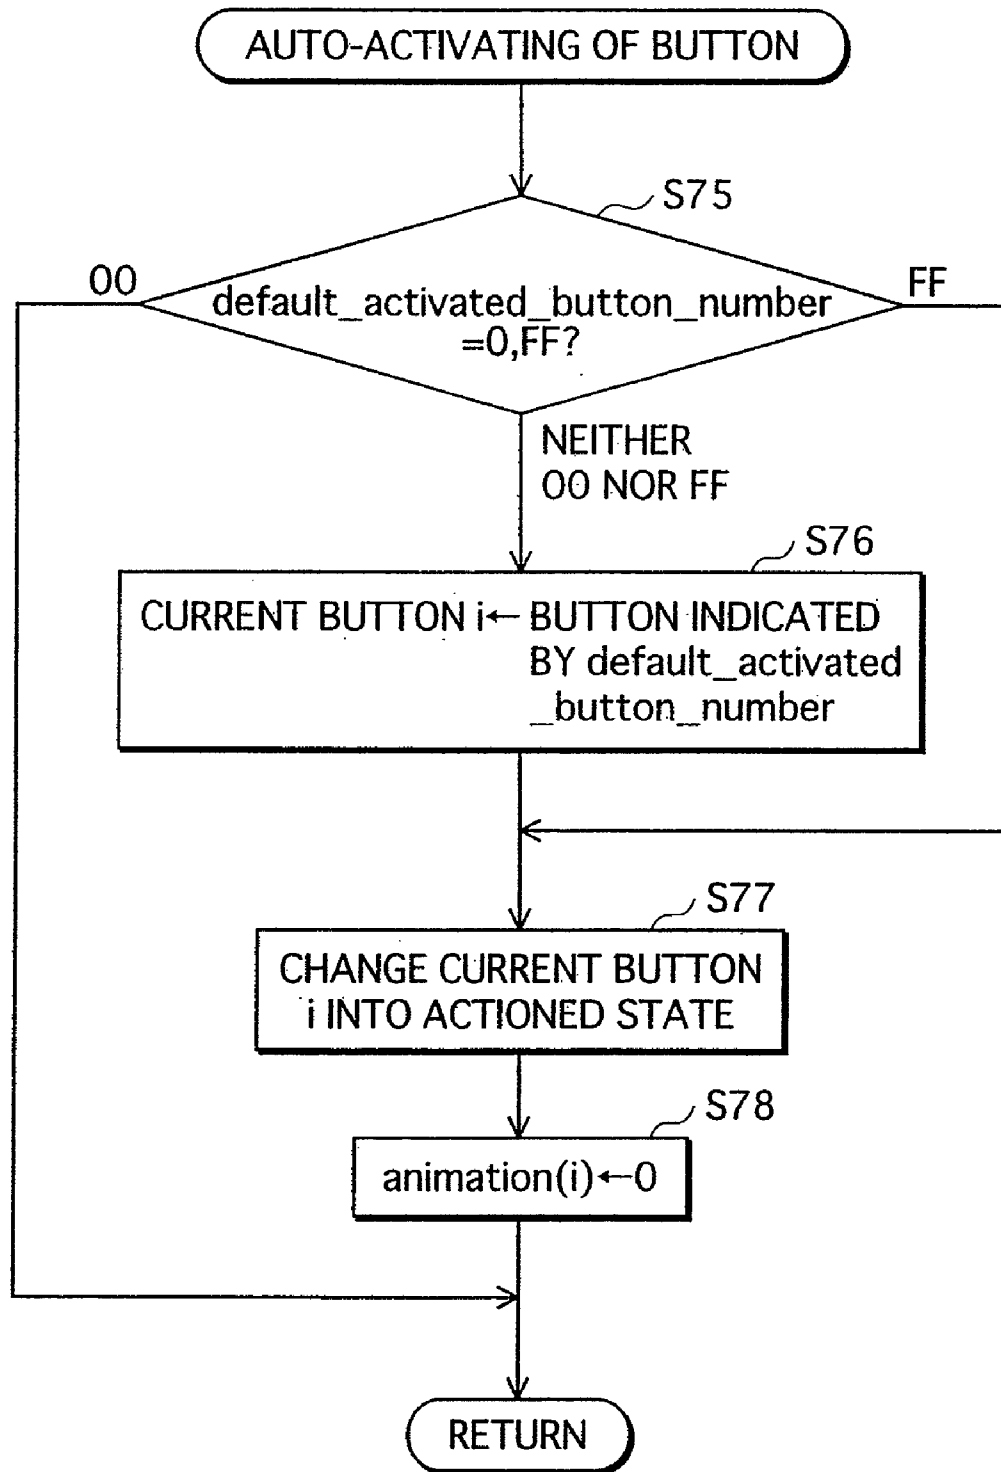 AUTO-ACTIVATING OF BUTTON
S75
00
FF
default_activated_button_number
=0,FF?
NEITHER
00 NOR FF
S76
CURRENT BUTTON i← BUTTON INDICATED
BY default_activated
_button_number
S77
CHANGE CURRENT BUTTON
i INTO ACTIONED STATE
S78
animation(i)←0
RETURN